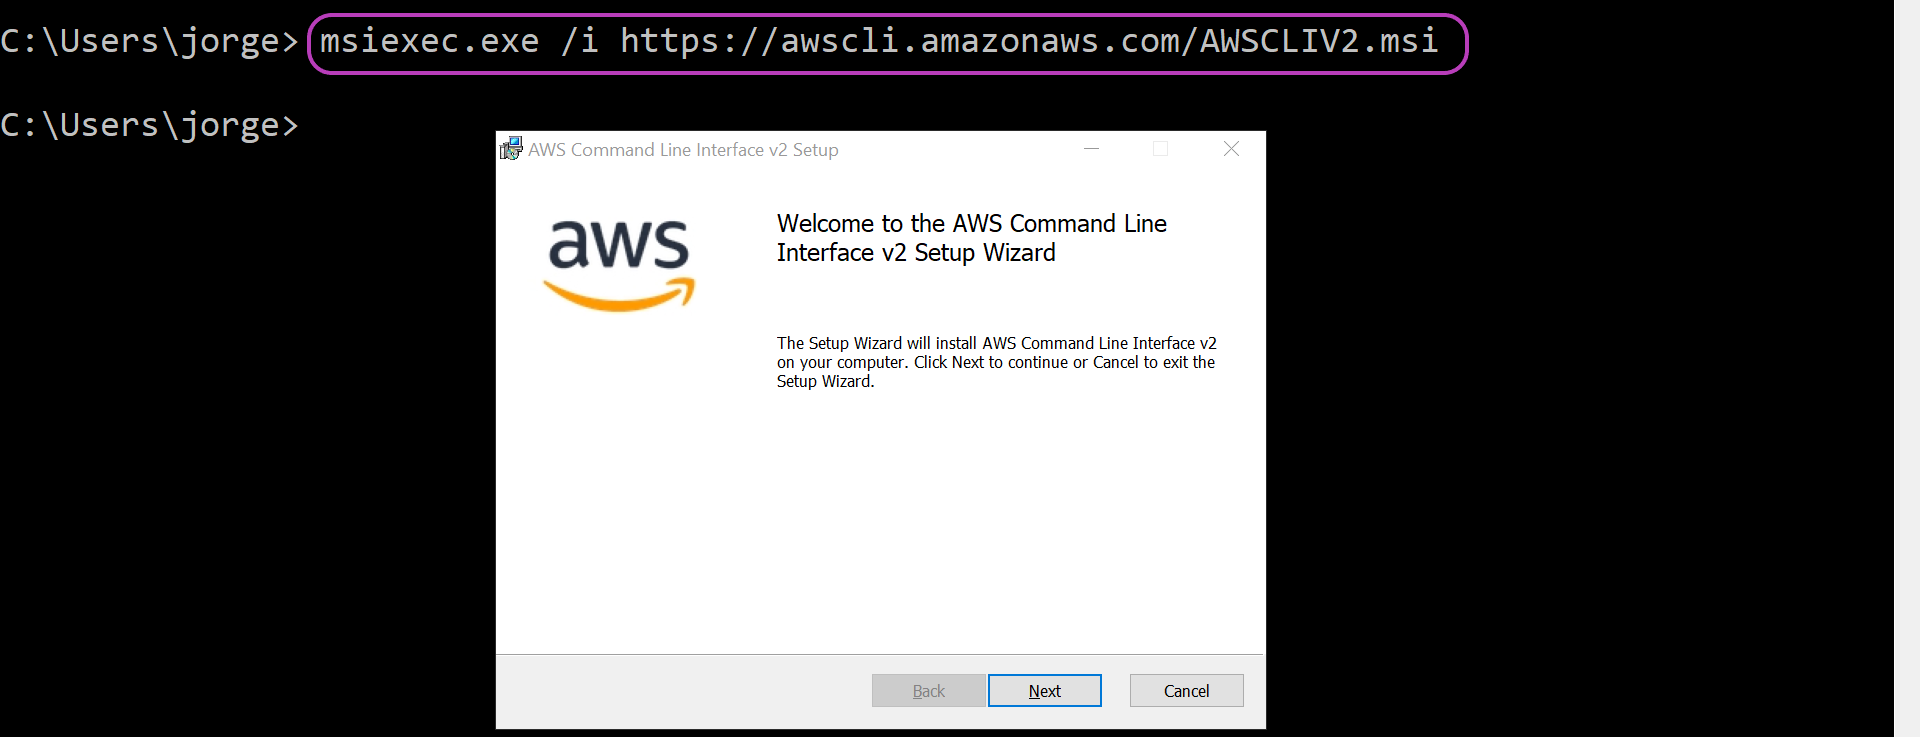 C:\Users\jorge> msiexec.exe /i https://awscli.amazonaws.com/AWSCLIV2.msi
C:\Users\jorge>
AWS Command Line Interface v2 Setup
aws
Welcome to the AWS Command Line
Interface v2 Setup Wizard
The Setup Wizard will install AWS Command Line Interface v2
on your computer. Click Next to continue or Cancel to exit the
Setup Wizard.
Back Next Cancel